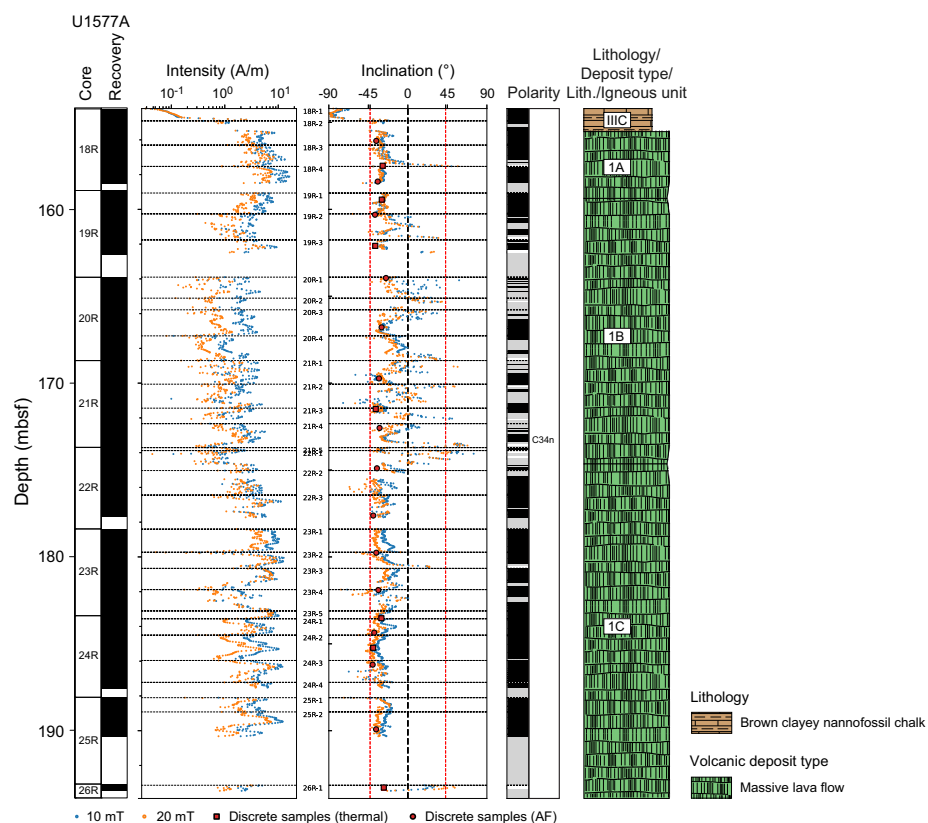 U1577A
Core
Recovery
Intensity (A/m)
Inclination (°)
Polarity
Lithology/
Deposit type/
Lith./Igneous unit
10⁻¹ 10⁰ 10¹
-90 -45 0 45 90
Depth (mbsf)
160
170
180
190
18R
19R
20R
21R
22R
23R
24R
25R
26R
18R-1
18R-2
18R-3
18R-4
19R-1
19R-2
19R-3
20R-1
20R-2
20R-3
20R-4
21R-1
21R-2
21R-3
21R-4
21R-5
22R-1
22R-2
22R-3
23R-1
23R-2
23R-3
23R-4
23R-5
24R-1
24R-2
24R-3
24R-4
25R-1
25R-2
26R-1
C34n
IIIC
1A
1B
1C
Lithology
Brown clayey nannofossil chalk
Volcanic deposit type
Massive lava flow
10 mT 20 mT Discrete samples (thermal) Discrete samples (AF)